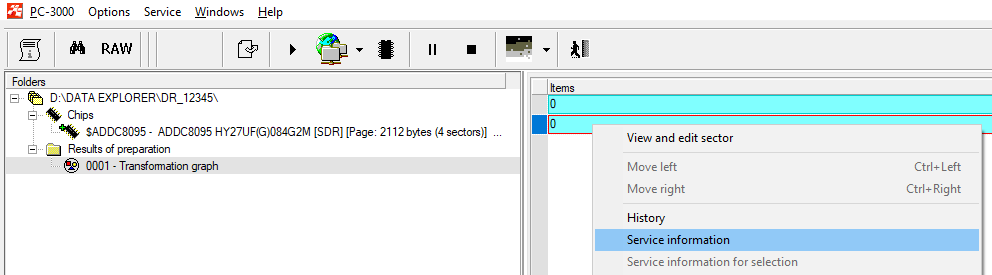 PC-3000 Options Service Windows Help
RAW
Folders
D:\DATA EXPLORER\DR_12345\
Chips
$ADDC8095 - ADDC8095 HY27UF(G)084G2M [SDR] [Page: 2112 bytes (4 sectors)] ...
Results of preparation
0001 - Transformation graph
Items
0
0
View and edit sector
Move left Ctrl+Left
Move right Ctrl+Right
History
Service information
Service information for selection